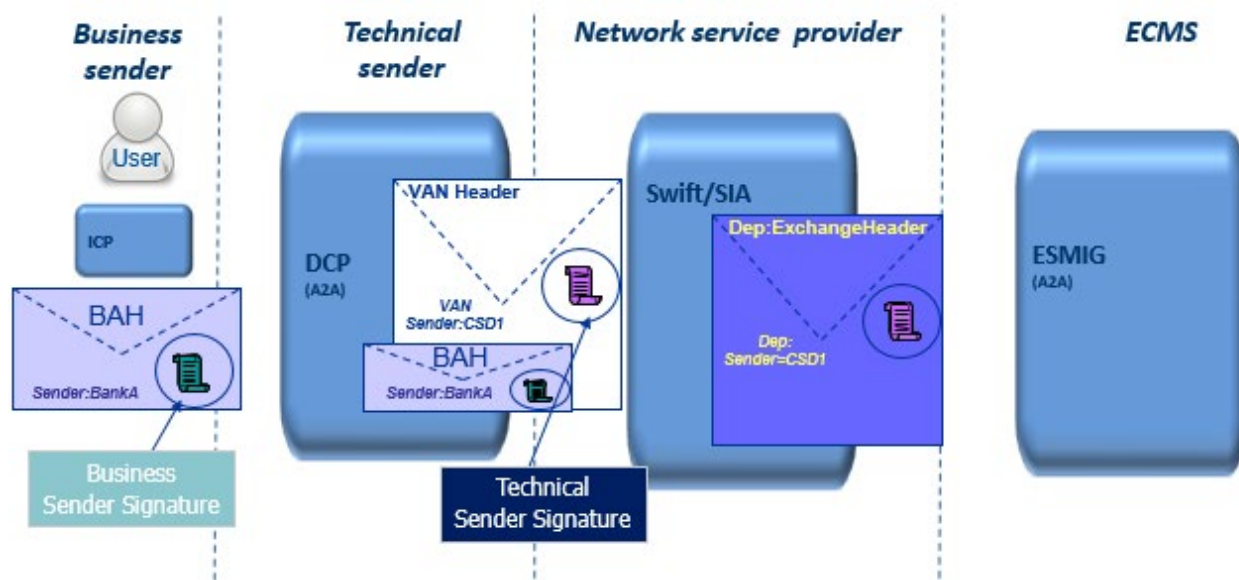 Business
sender
Technical
sender
Network service provider
ECMS
User
ICP
BAH
Sender:BankA
Business
Sender Signature
DCP
(A2A)
VAN Header
VAN
Sender:CSD1
BAH
Sender:BankA
Technical
Sender Signature
Swift/SIA
Dep:ExchangeHeader
Dep:
Sender=CSD1
ESMIG
(A2A)